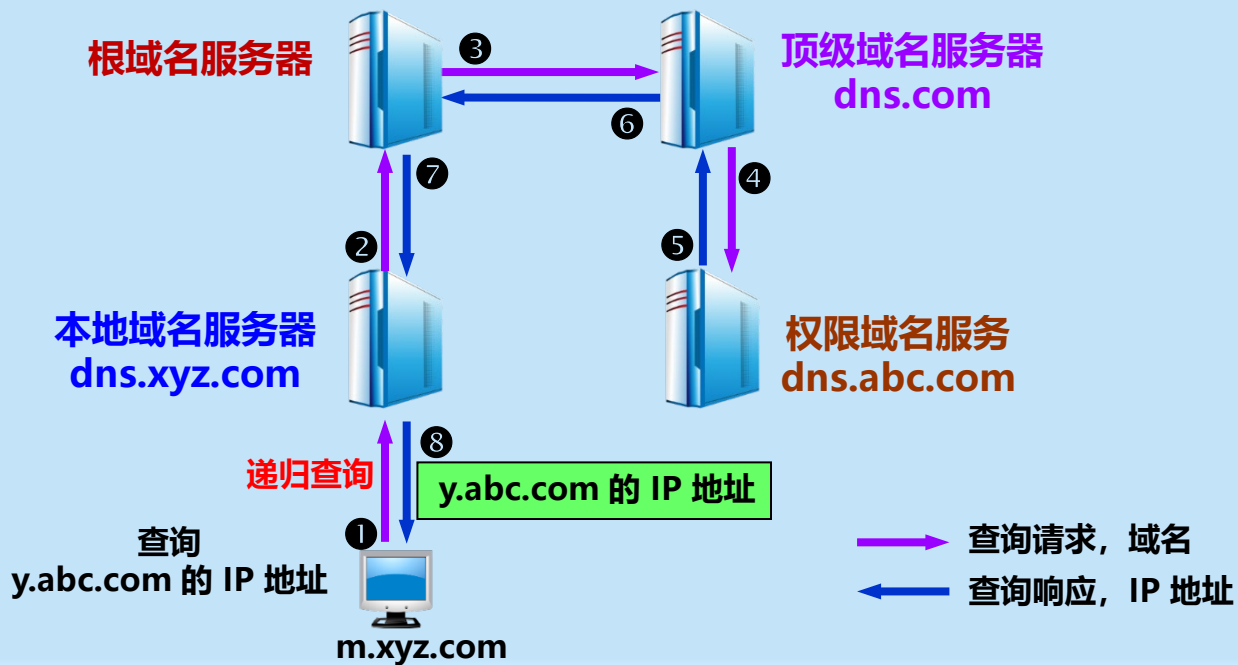 根域名服务器
❸
顶级域名服务器
dns.com
❻
❼
❹
❷
❺
本地域名服务器
dns.xyz.com
权限域名服务
dns.abc.com
❽
递归查询
y.abc.com 的 IP 地址
❶
查询
y.abc.com 的 IP 地址
查询请求，域名
查询响应，IP 地址
m.xyz.com